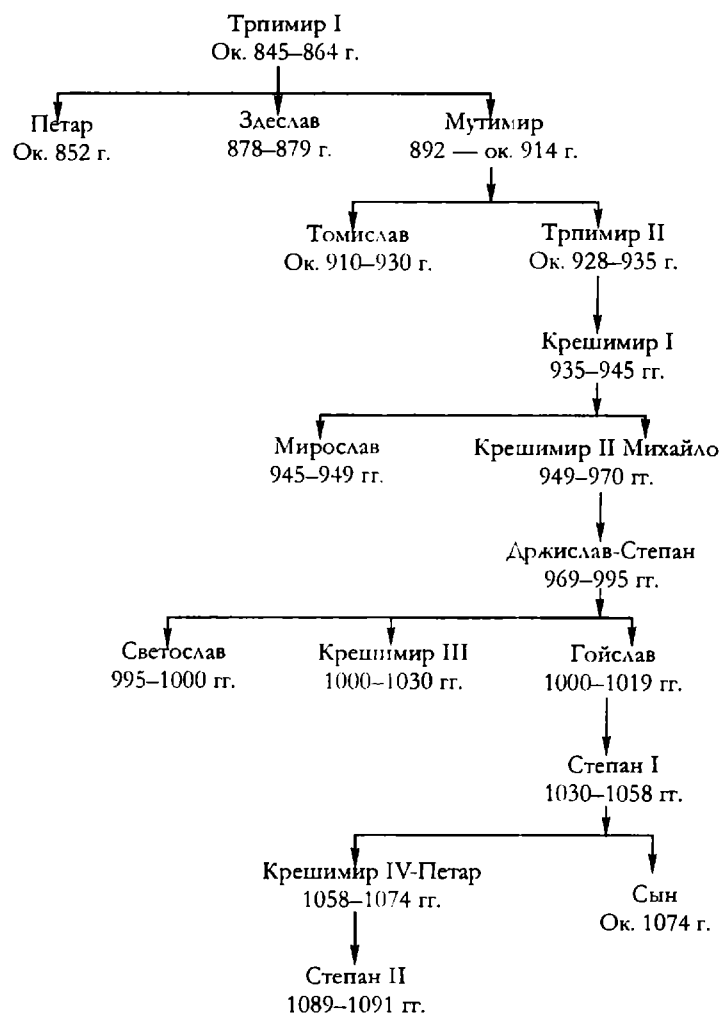 Трпимир I
Ок. 845–864 г.
Петар
Ок. 852 г.
Здеслав
878–879 г.
Мутимир
892 — ок. 914 г.
Томислав
Ок. 910–930 г.
Трпимир II
Ок. 928–935 г.
Крешимир I
935–945 гг.
Мирослав
945–949 гг.
Крешимир II Михайло
949–970 гг.
Држислав-Степан
969–995 гг.
Светослав
995–1000 гг.
Крешимир III
1000–1030 гг.
Гойслав
1000–1019 гг.
Степан I
1030–1058 гг.
Крешимир IV-Петар
1058–1074 гг.
Сын
Ок. 1074 г.
Степан II
1089–1091 гг.